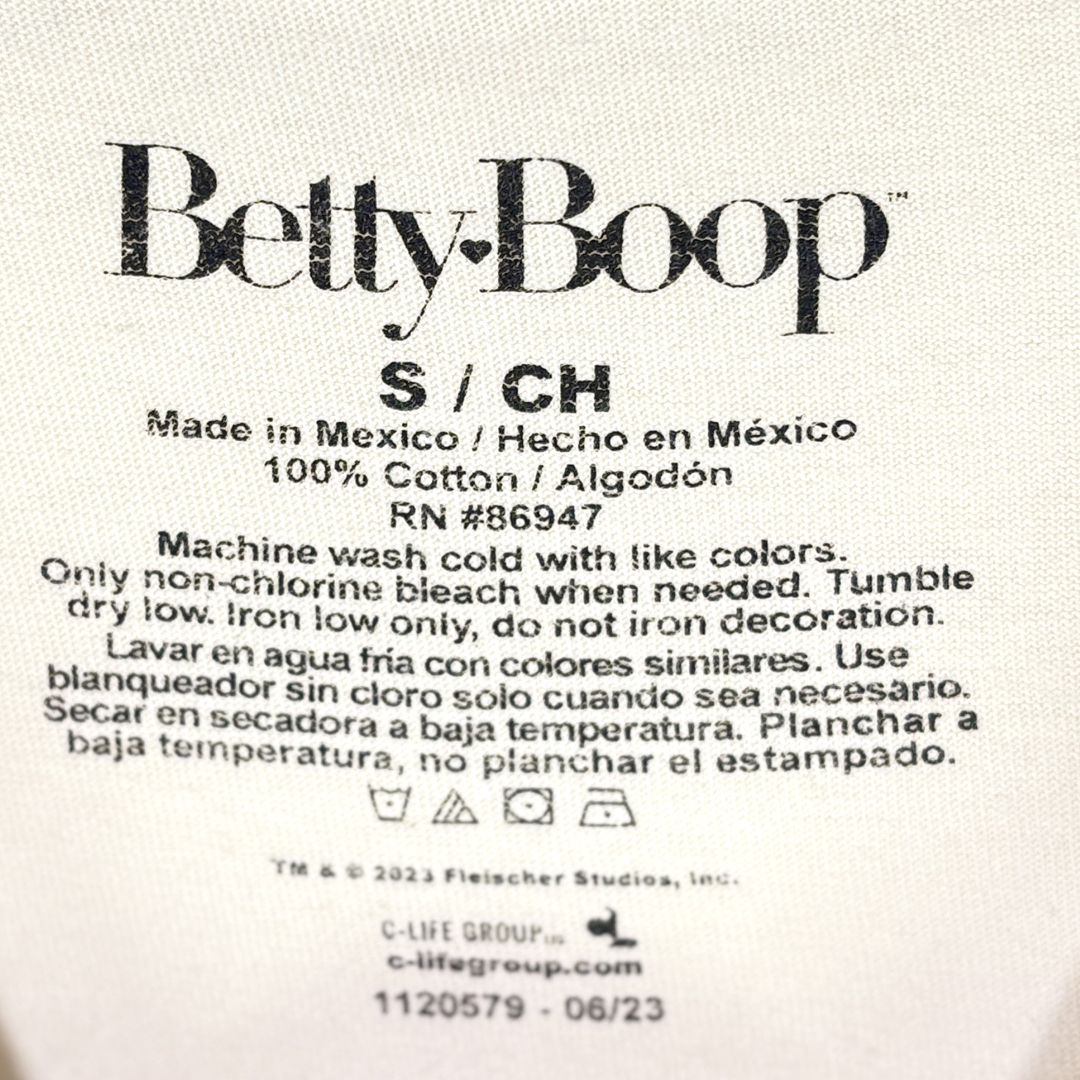 Betty Boop™
S / CH
Made in Mexico / Hecho en México
100% Cotton / Algodón
RN #86947
Machine wash cold with like colors.
Only non-chlorine bleach when needed. Tumble
dry low. Iron low only, do not iron decoration.
Lavar en agua fría con colores similares. Use
blanqueador sin cloro solo cuando sea necesario.
Secar en secadora a baja temperatura. Planchar a
baja temperatura, no planchar el estampado.
TM & © 2023 Fleischer Studios, Inc.
C-LIFE GROUP
c-lifegroup.com
1120579 - 06/23